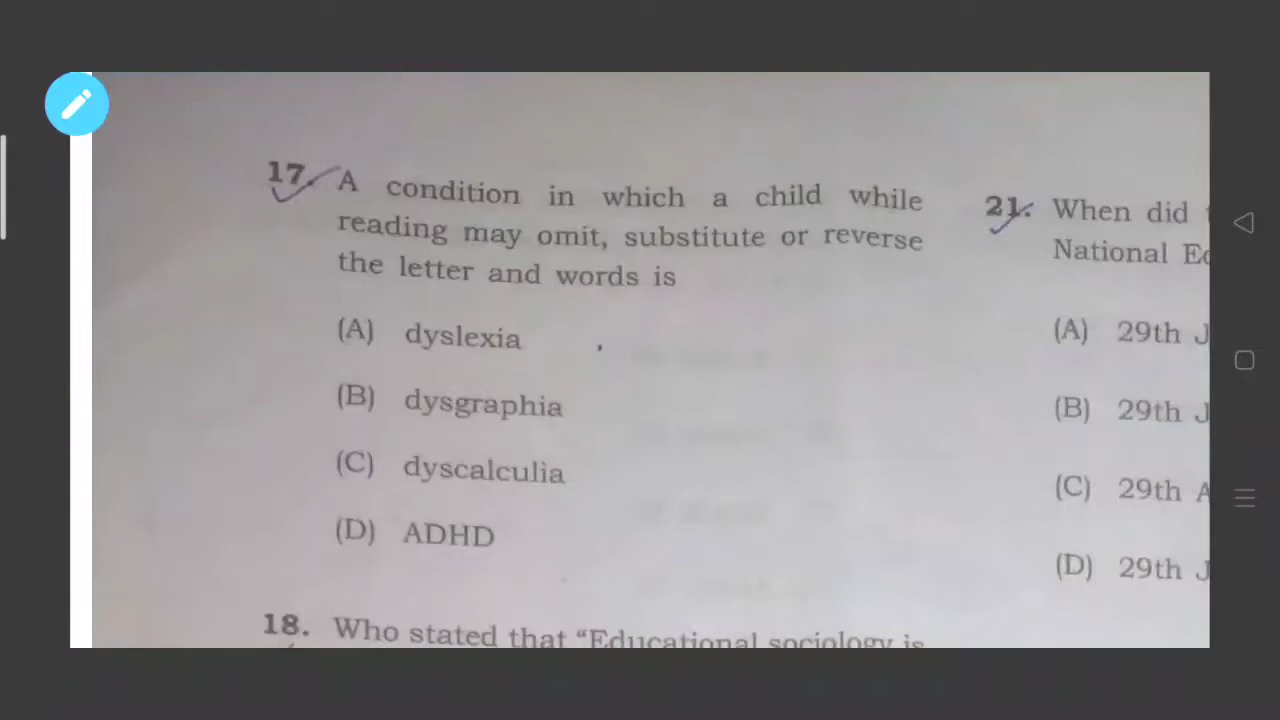 17. A condition in which a child while
reading may omit, substitute or reverse
the letter and words is
(A) dyslexia
(B) dysgraphia
(C) dyscalculia
(D) ADHD
18. Who stated that “Educational sociology is
21. When did
National
(A) 29th
(B) 29th
(C) 29th
(D) 29th